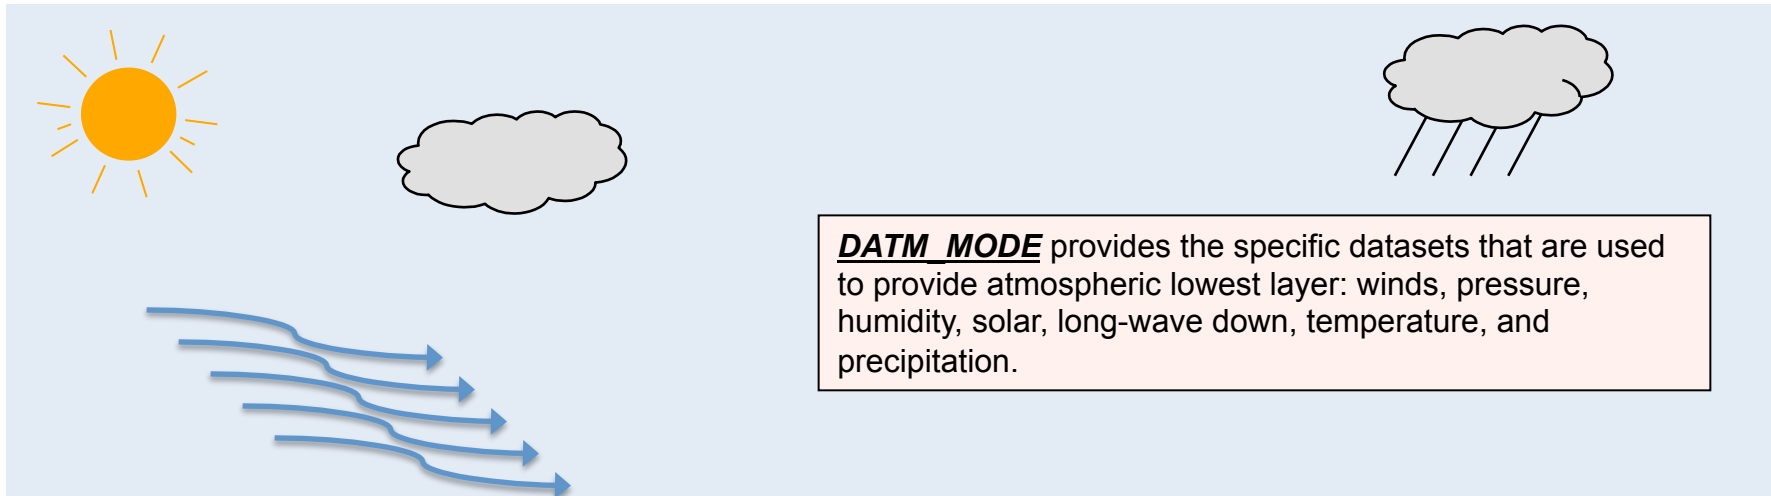 DATM_MODE provides the specific datasets that are used
to provide atmospheric lowest layer: winds, pressure,
humidity, solar, long-wave down, temperature, and
precipitation.